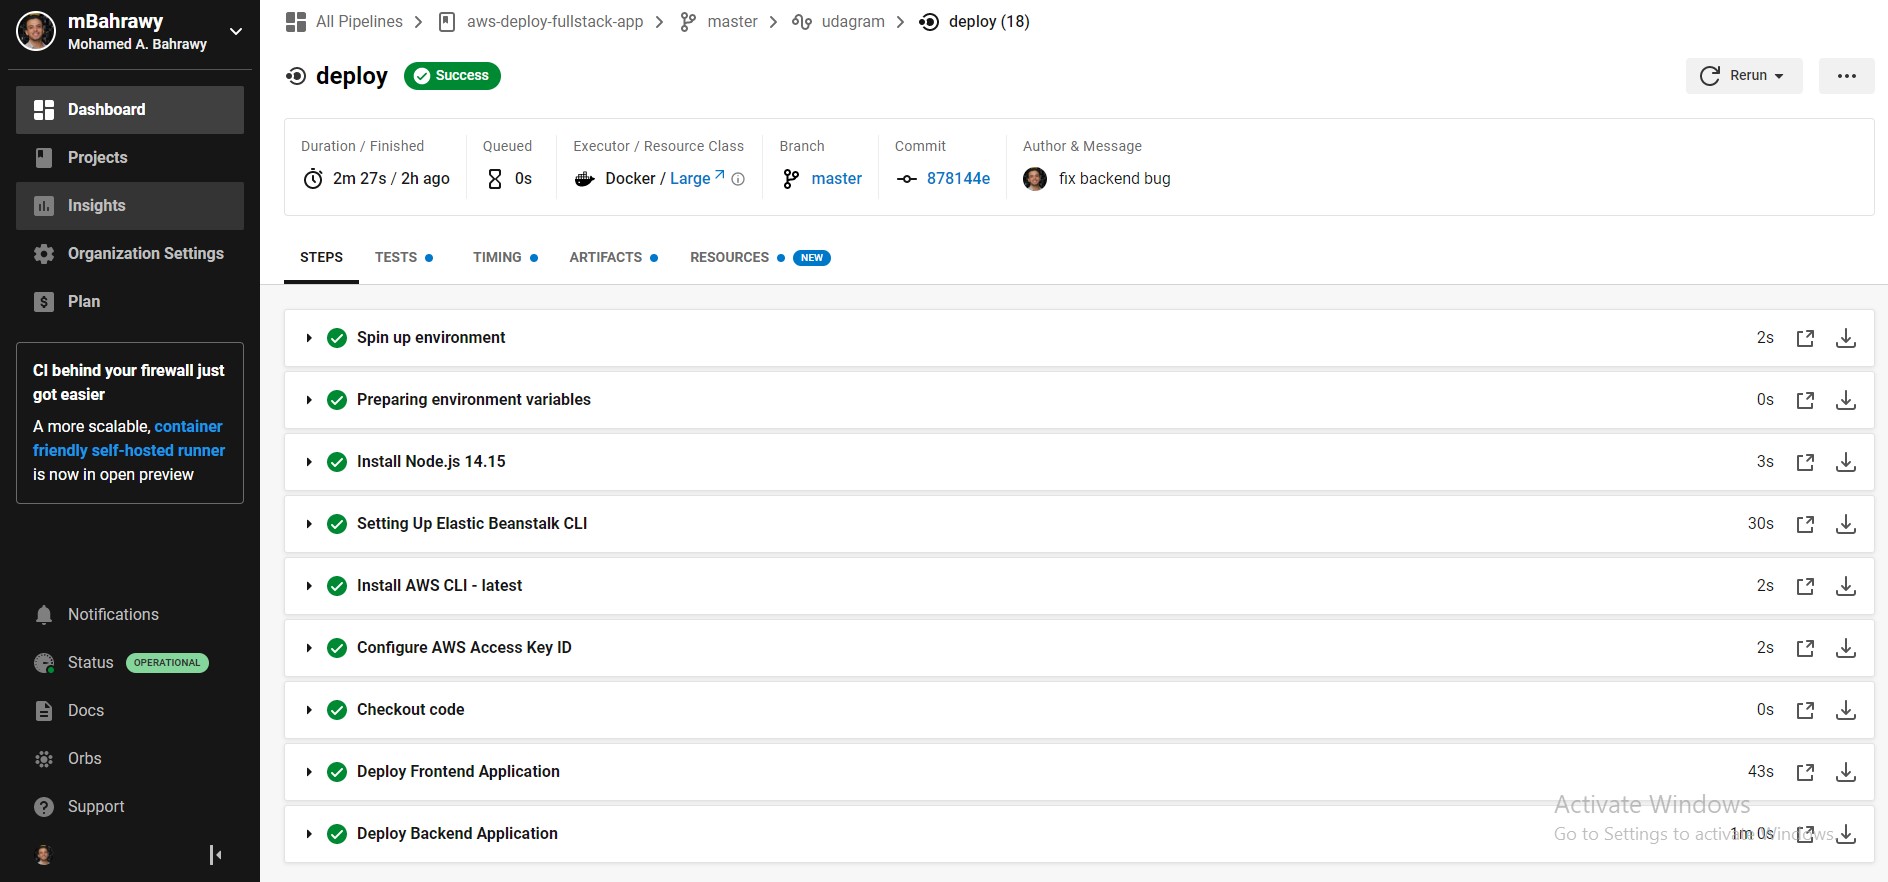 mBahrawy
Mohamed A. Bahrawy
Dashboard
Projects
Insights
Organization Settings
Plan
CI behind your firewall just
got easier
A more scalable, container
friendly self-hosted runner
is now in open preview
Notifications
Status OPERATIONAL
Docs
Orbs
Support
All Pipelines aws-deploy-fullstack-app master udagram deploy (18)
deploy Success
Rerun
Duration / Finished
2m 27s / 2h ago
Queued
0s
Executor / Resource Class
Docker / Large
Branch
master
Commit
878144e
Author & Message
fix backend bug
STEPS TESTS TIMING ARTIFACTS RESOURCES NEW
Spin up environment 2s
Preparing environment variables 0s
Install Node.js 14.15 3s
Setting Up Elastic Beanstalk CLI 30s
Install AWS CLI - latest 2s
Configure AWS Access Key ID 2s
Checkout code 0s
Deploy Frontend Application 43s
Deploy Backend Application 1m 0s
Activate Windows
Go to Settings to activate Windows.